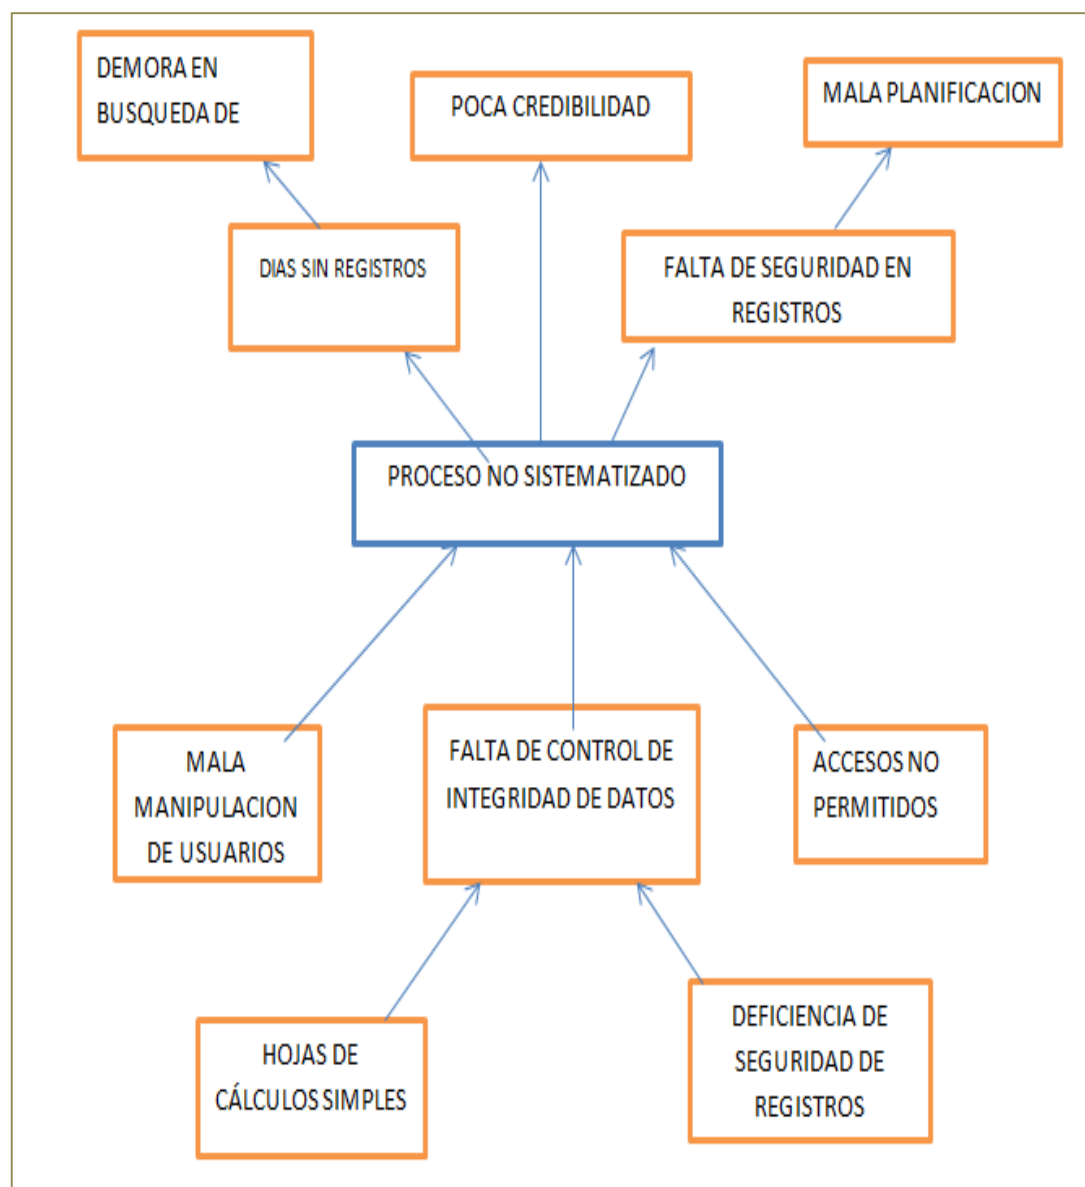 DEMORA EN
BUSQUEDA DE
POCA CREDIBILIDAD
MALA PLANIFICACION
DIAS SIN REGISTROS
FALTA DE SEGURIDAD EN
REGISTROS
PROCESO NO SISTEMATIZADO
MALA
MANIPULACION
DE USUARIOS
FALTA DE CONTROL DE
INTEGRIDAD DE DATOS
ACCESOS NO
PERMITIDOS
HOJAS DE
CÁLCULOS SIMPLES
DEFICIENCIA DE
SEGURIDAD DE
REGISTROS